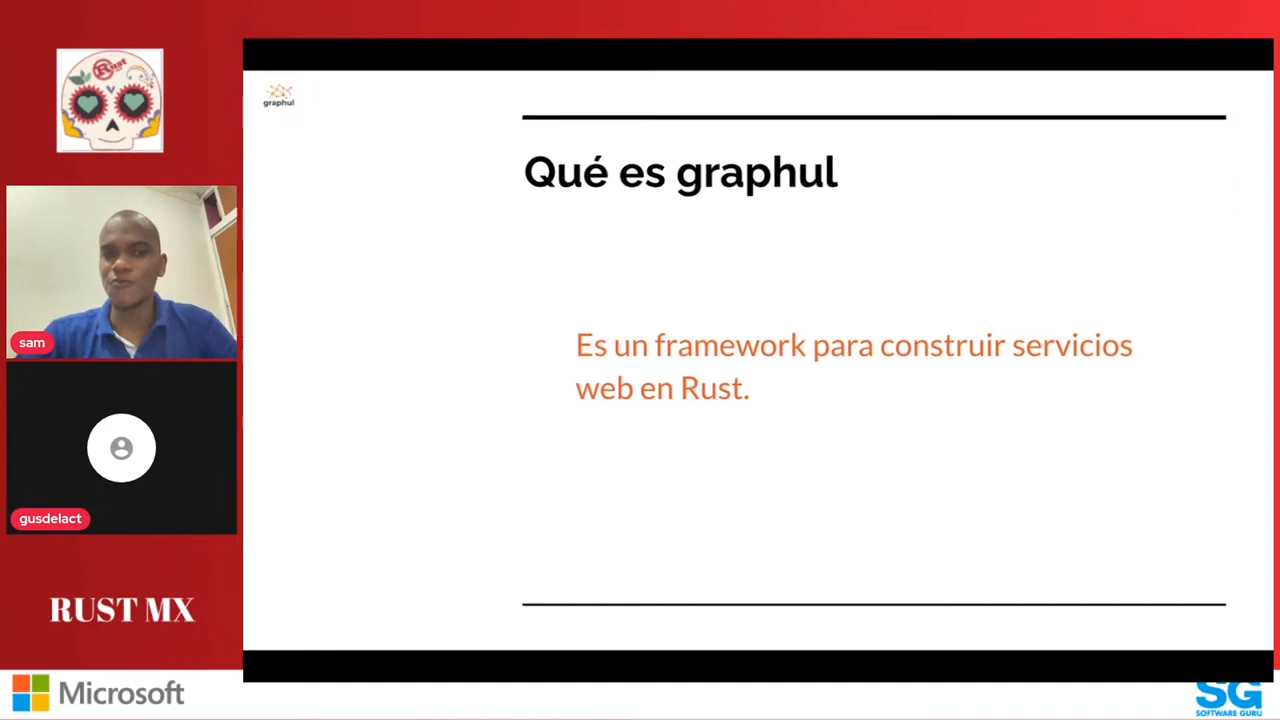 Rust
graphul
Qué es graphul
sam
Es un framework para construir servicios
web en Rust.
gusdelact
RUST MX
Microsoft
SG
SOFTWARE GURU